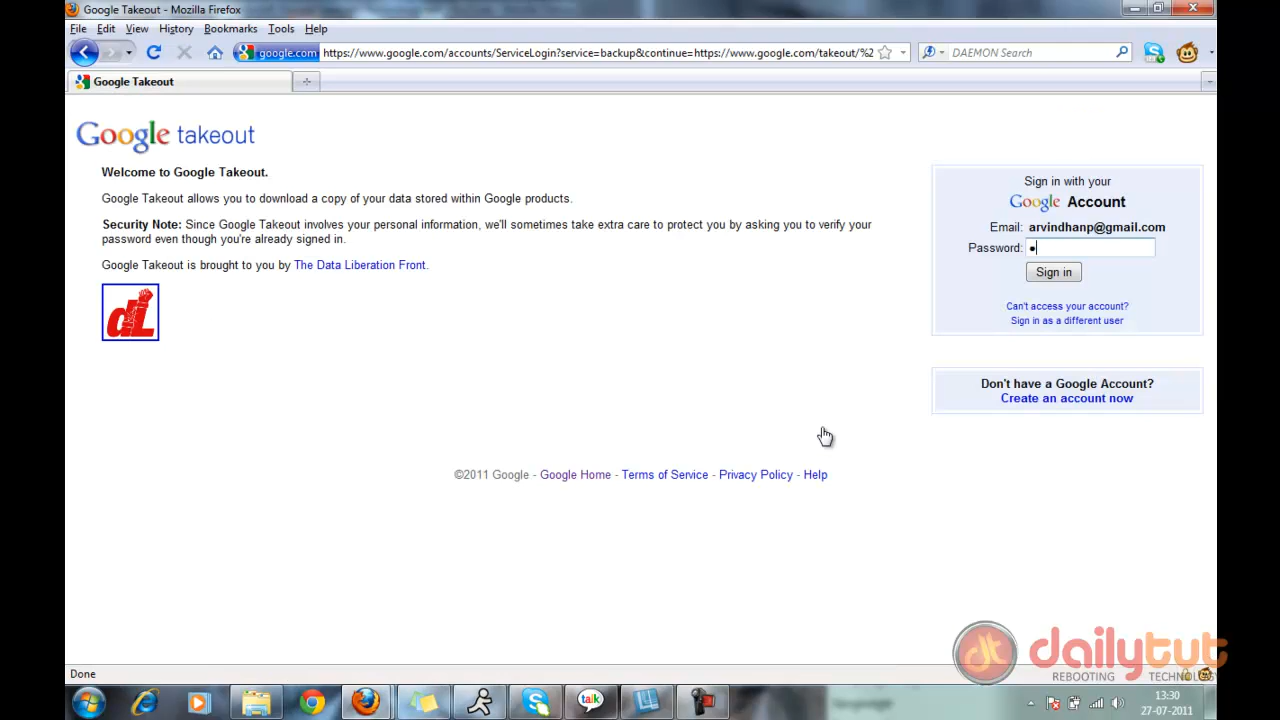 Google Takeout - Mozilla Firefox
File Edit View History Bookmarks Tools Help
google.com https://www.google.com/accounts/ServiceLogin?service=backup&continue=https://www.google.com/takeout/%2
DAEMON Search
Google Takeout
Google takeout
Welcome to Google Takeout.
Google Takeout allows you to download a copy of your data stored within Google products.
Security Note: Since Google Takeout involves your personal information, we'll sometimes take extra care to protect you by asking you to verify your
password even though you're already signed in.
Google Takeout is brought to you by The Data Liberation Front.
dL
Sign in with your
Google Account
Email: arvindhanp@gmail.com
Password:
Sign in
Can't access your account?
Sign in as a different user
Don't have a Google Account?
Create an account now
©2011 Google - Google Home - Terms of Service - Privacy Policy - Help
Done
dt dailytut
REBOOTING TECHNOLOGY
talk
13:30
27-07-2011